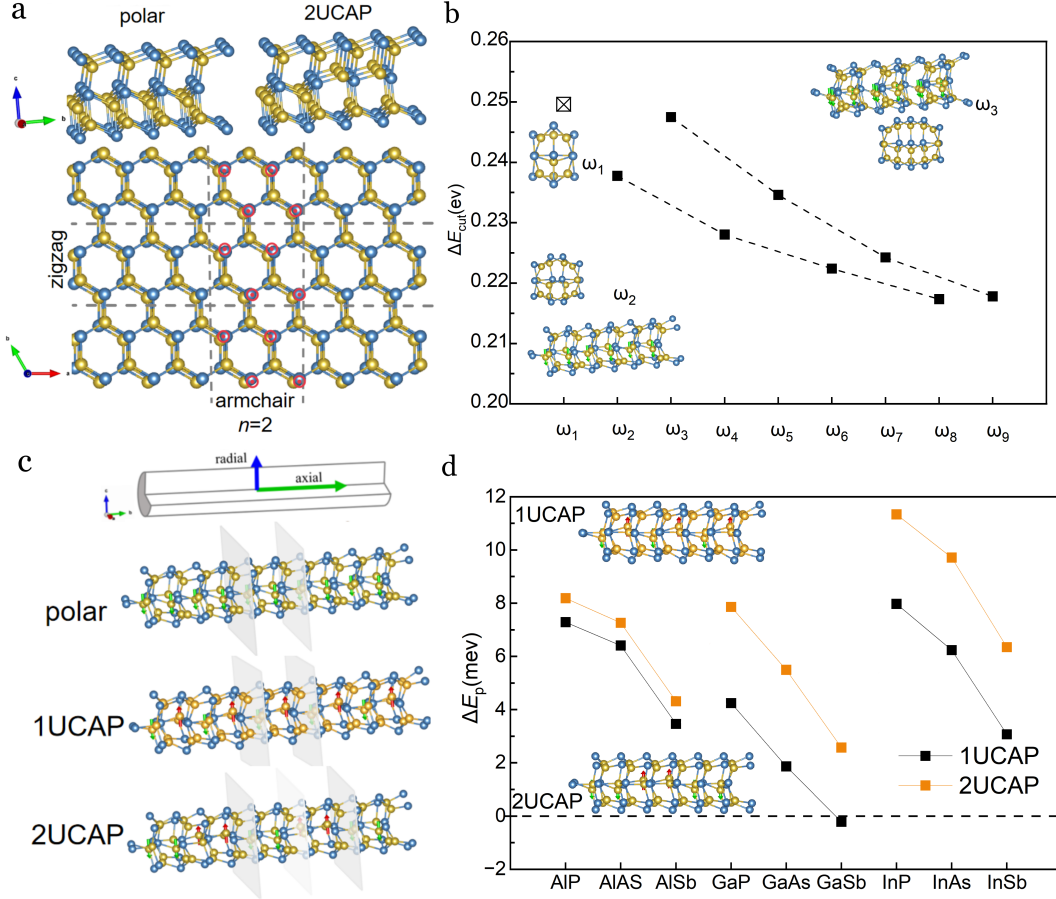 a
polar
2UCAP
c
b
zigzag
b
a
armchair
n=2
b
ΔEcut(ev)
0.26
0.25
0.24
0.23
0.22
0.21
0.20
ω3
ω1
ω2
ω1 ω2 ω3 ω4 ω5 ω6 ω7 ω8 ω9
c
radial
axial
c
b
polar
1UCAP
2UCAP
d
ΔEp(mev)
12
10
8
6
4
2
0
−2
1UCAP
2UCAP
1UCAP
2UCAP
AlP AlAS AlSb GaP GaAs GaSb InP InAs InSb